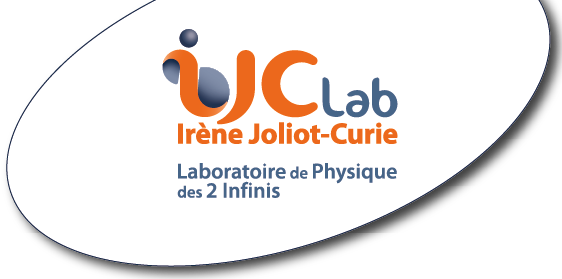 iJCLab
Irène Joliot-Curie
Laboratoire de Physique
des 2 Infinis